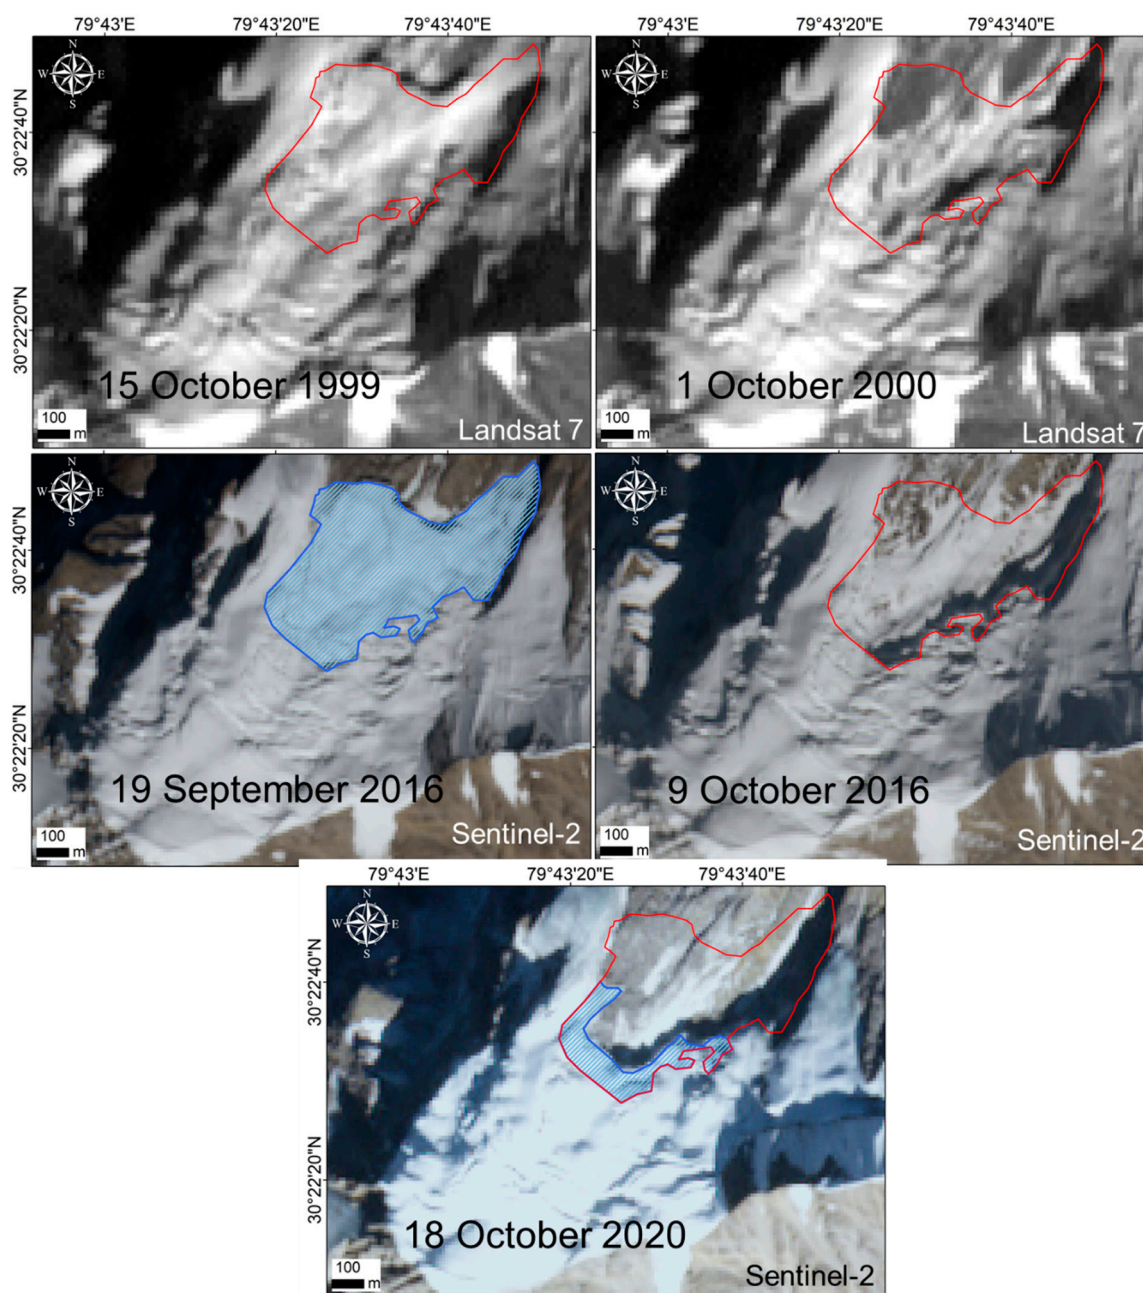 79°43'E 79°43'20"E 79°43'40"E 79°43'E 79°43'20"E 79°43'40"E
30°22'40"N
30°22'20"N
N
W E
S
15 October 1999
100
m
Landsat 7
N
W E
S
1 October 2000
100
m
Landsat 7
30°22'40"N
30°22'20"N
N
W E
S
19 September 2016
100
m
Sentinel-2
N
W E
S
9 October 2016
100
m
Sentinel-2
79°43'E 79°43'20"E 79°43'40"E
30°22'40"N
30°22'20"N
N
W E
S
18 October 2020
100
m
Sentinel-2